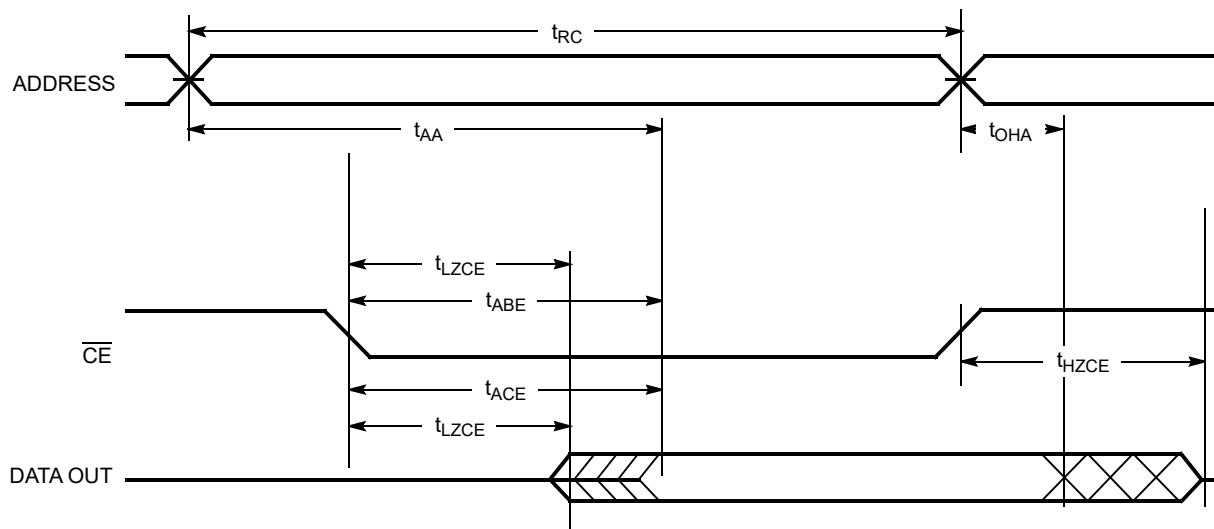 tRC
ADDRESS
tAA
tOHA
tLZCE
tABE
CE
tHZCE
tACE
tLZCE
DATA OUT